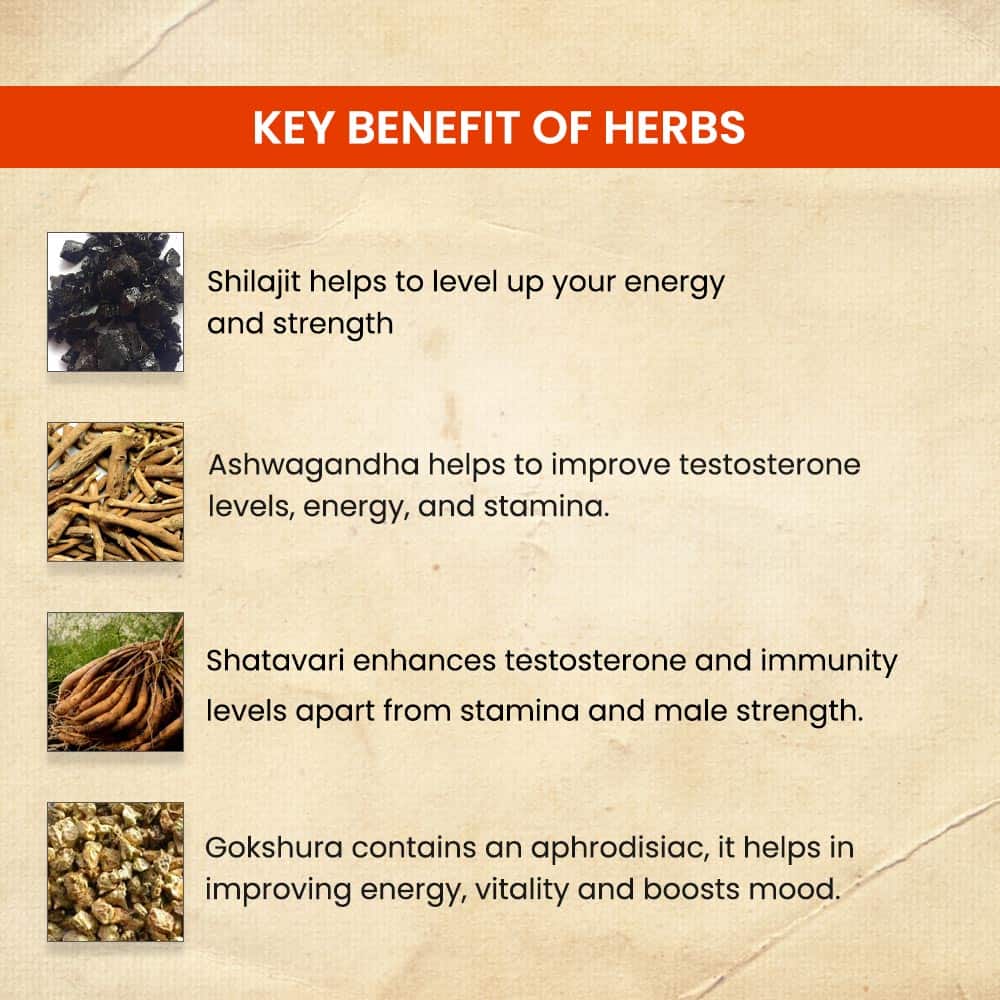 KEY BENEFIT OF HERBS
Shilajit helps to level up your energy
and strength
Ashwagandha helps to improve testosterone
levels, energy, and stamina.
Shatavari enhances testosterone and immunity
levels apart from stamina and male strength.
Gokshura contains an aphrodisiac, it helps in
improving energy, vitality and boosts mood.